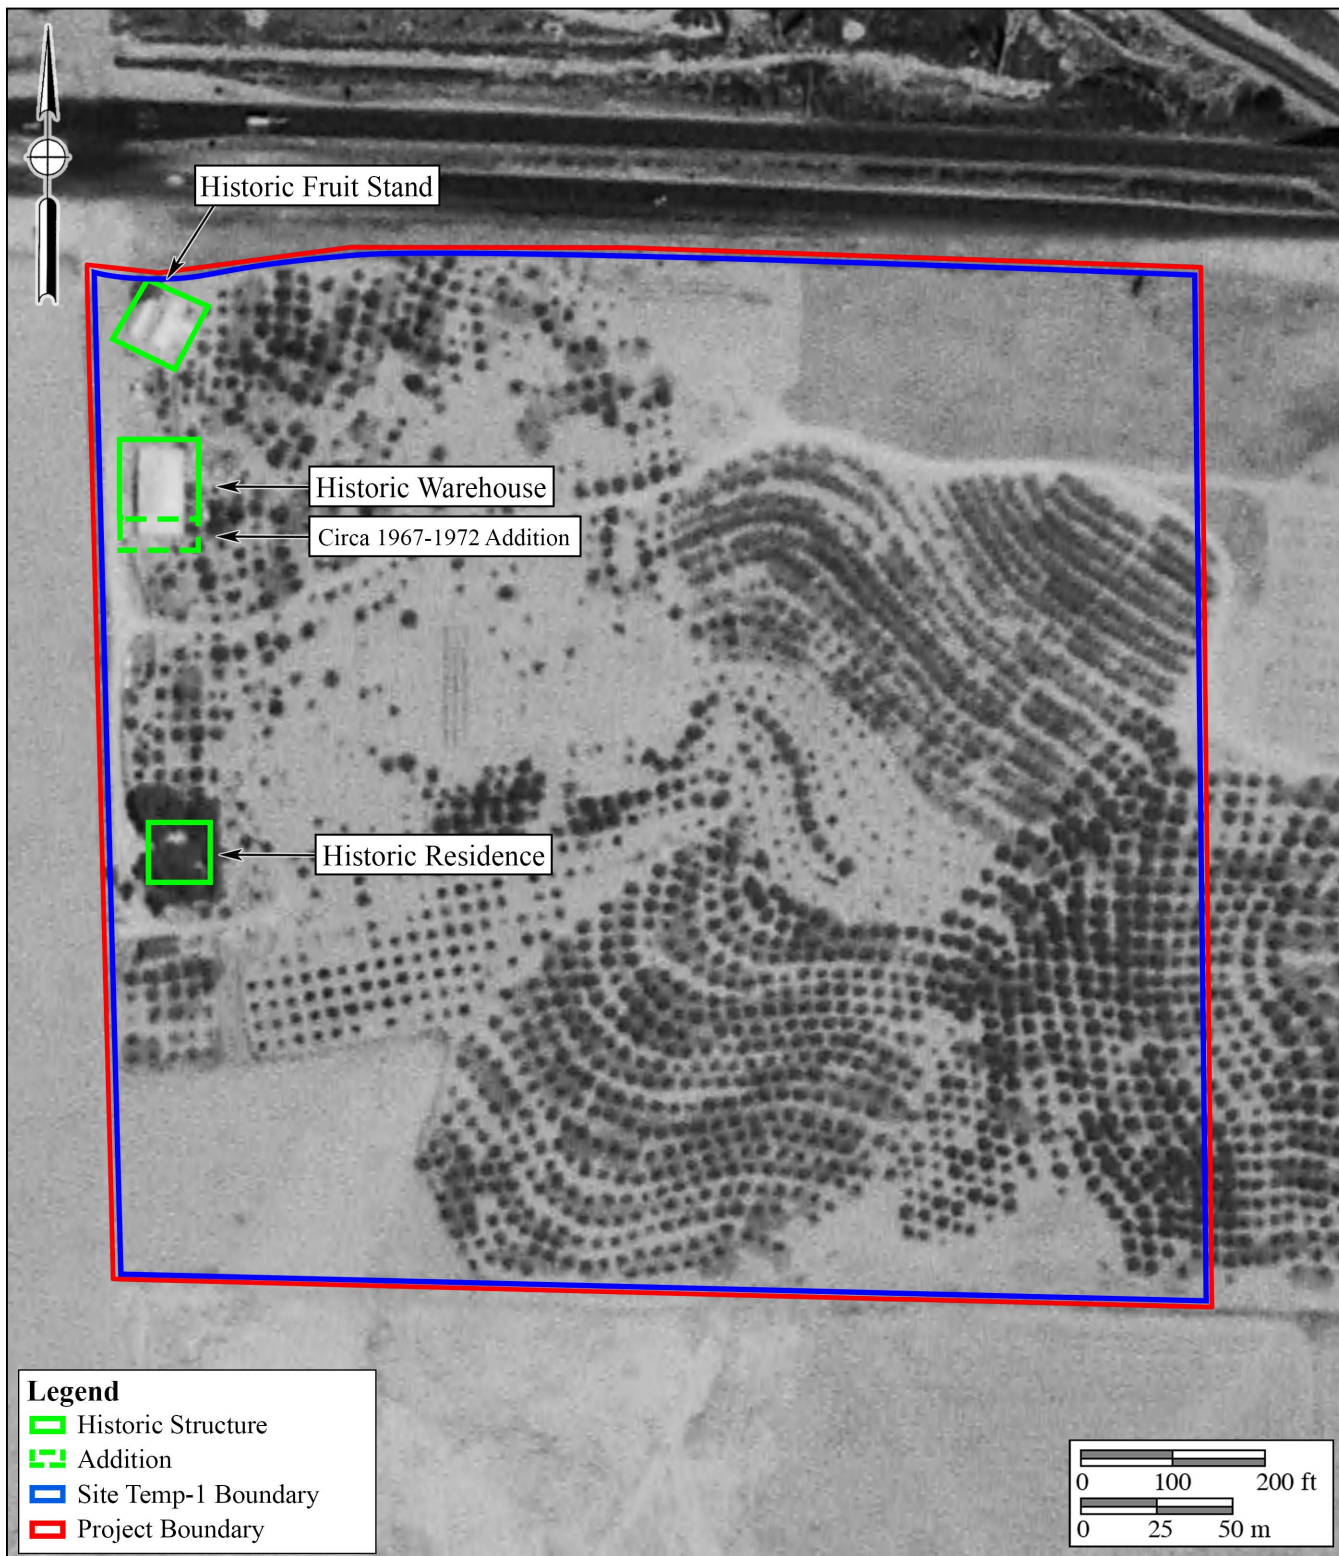 Historic Fruit Stand
Historic Warehouse
Circa 1967-1972 Addition
Historic Residence
Legend
Historic Structure
Addition
Site Temp-1 Boundary
Project Boundary
0 100 200 ft
0 25 50 m